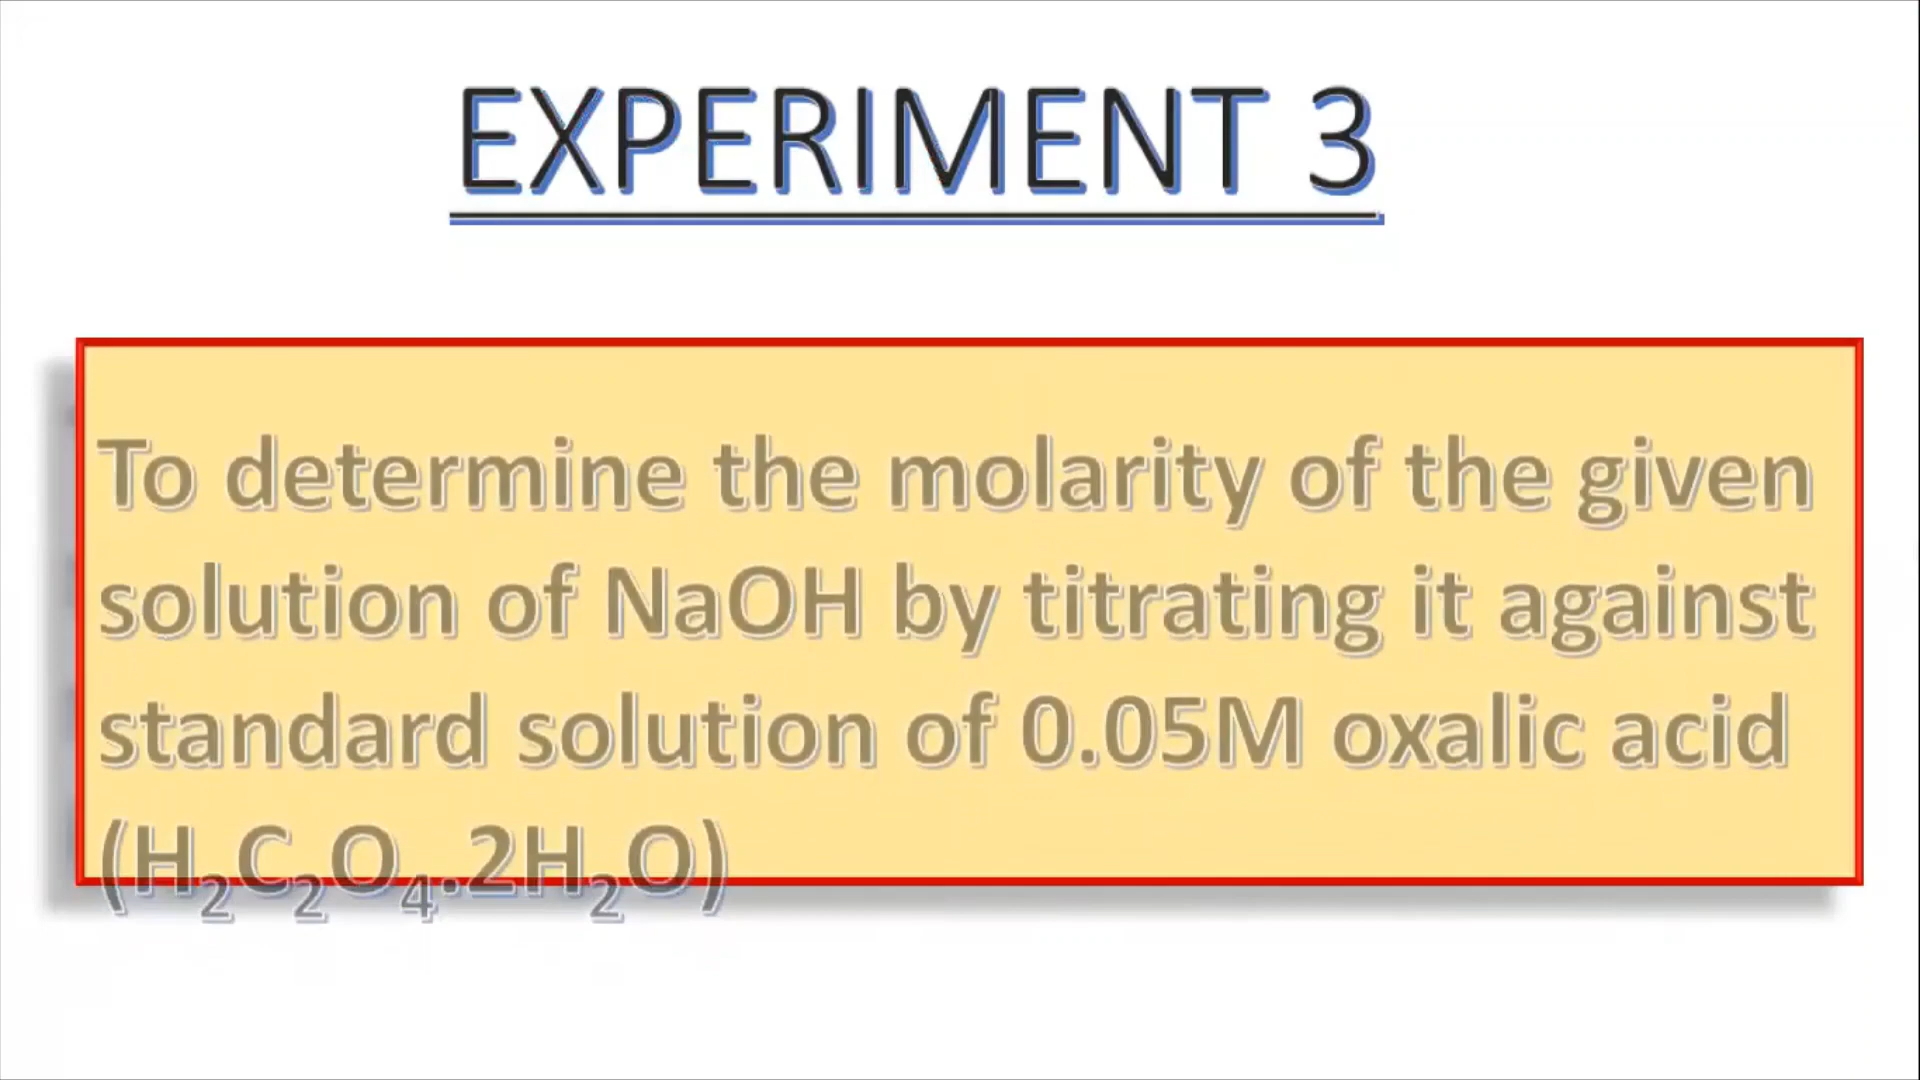 EXPERIMENT 3
To determine the molarity of the given
solution of NaOH by titrating it against
standard solution of 0.05M oxalic acid
(H₂C₂O₄.2H₂O)